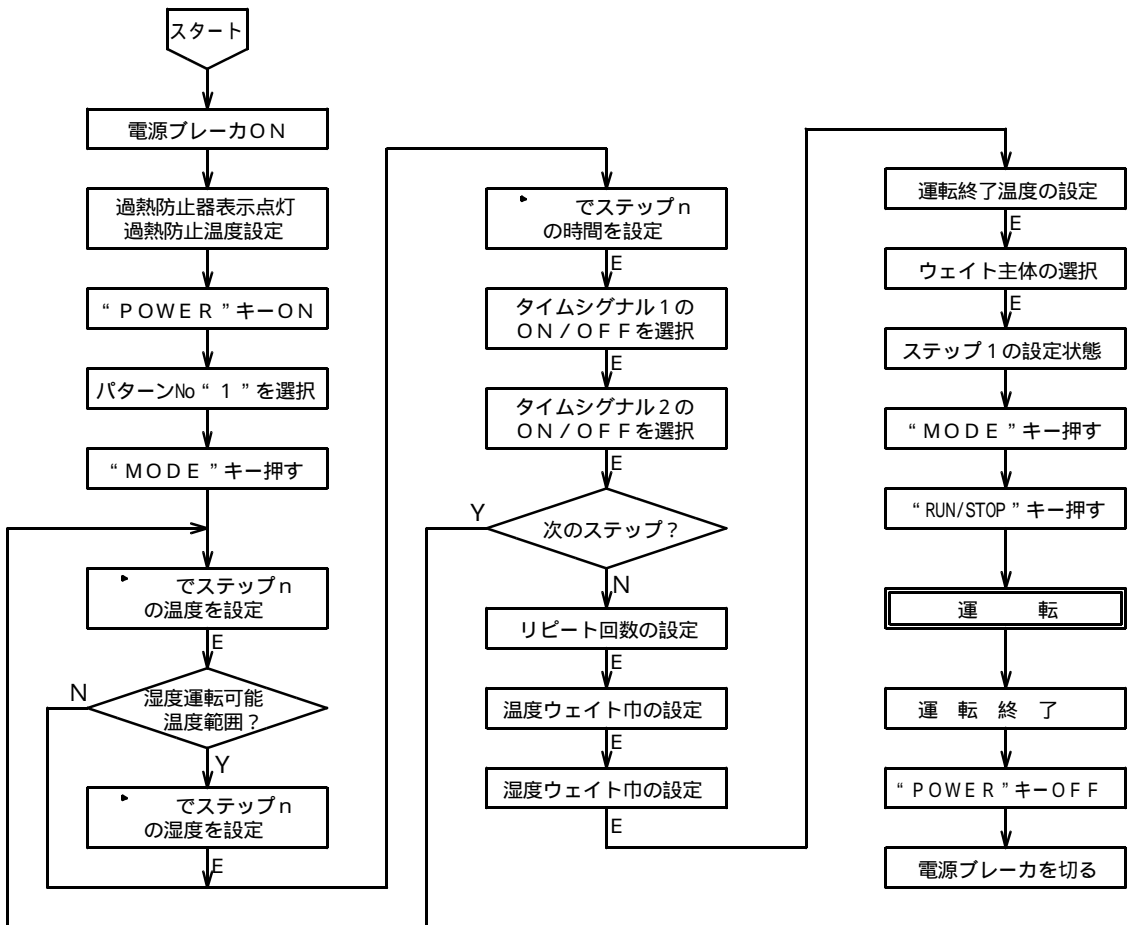 スタート
電源ブレーカON
過熱防止器表示点灯
過熱防止温度設定
“POWER”キーON
パターンNo“1”を選択
“MODE”キー押す
でステップn
の温度を設定
E
湿度運転可能
温度範囲?
N
Y
でステップn
の湿度を設定
E
でステップn
の時間を設定
E
タイムシグナル1の
ON/OFFを選択
E
タイムシグナル2の
ON/OFFを選択
E
次のステップ?
Y
N
リピート回数の設定
E
温度ウェイト巾の設定
E
湿度ウェイト巾の設定
E
運転終了温度の設定
E
ウェイト主体の選択
E
ステップ1の設定状態
“MODE”キー押す
“RUN/STOP”キー押す
運 転
運 転 終 了
“POWER”キーOFF
電源ブレーカを切る